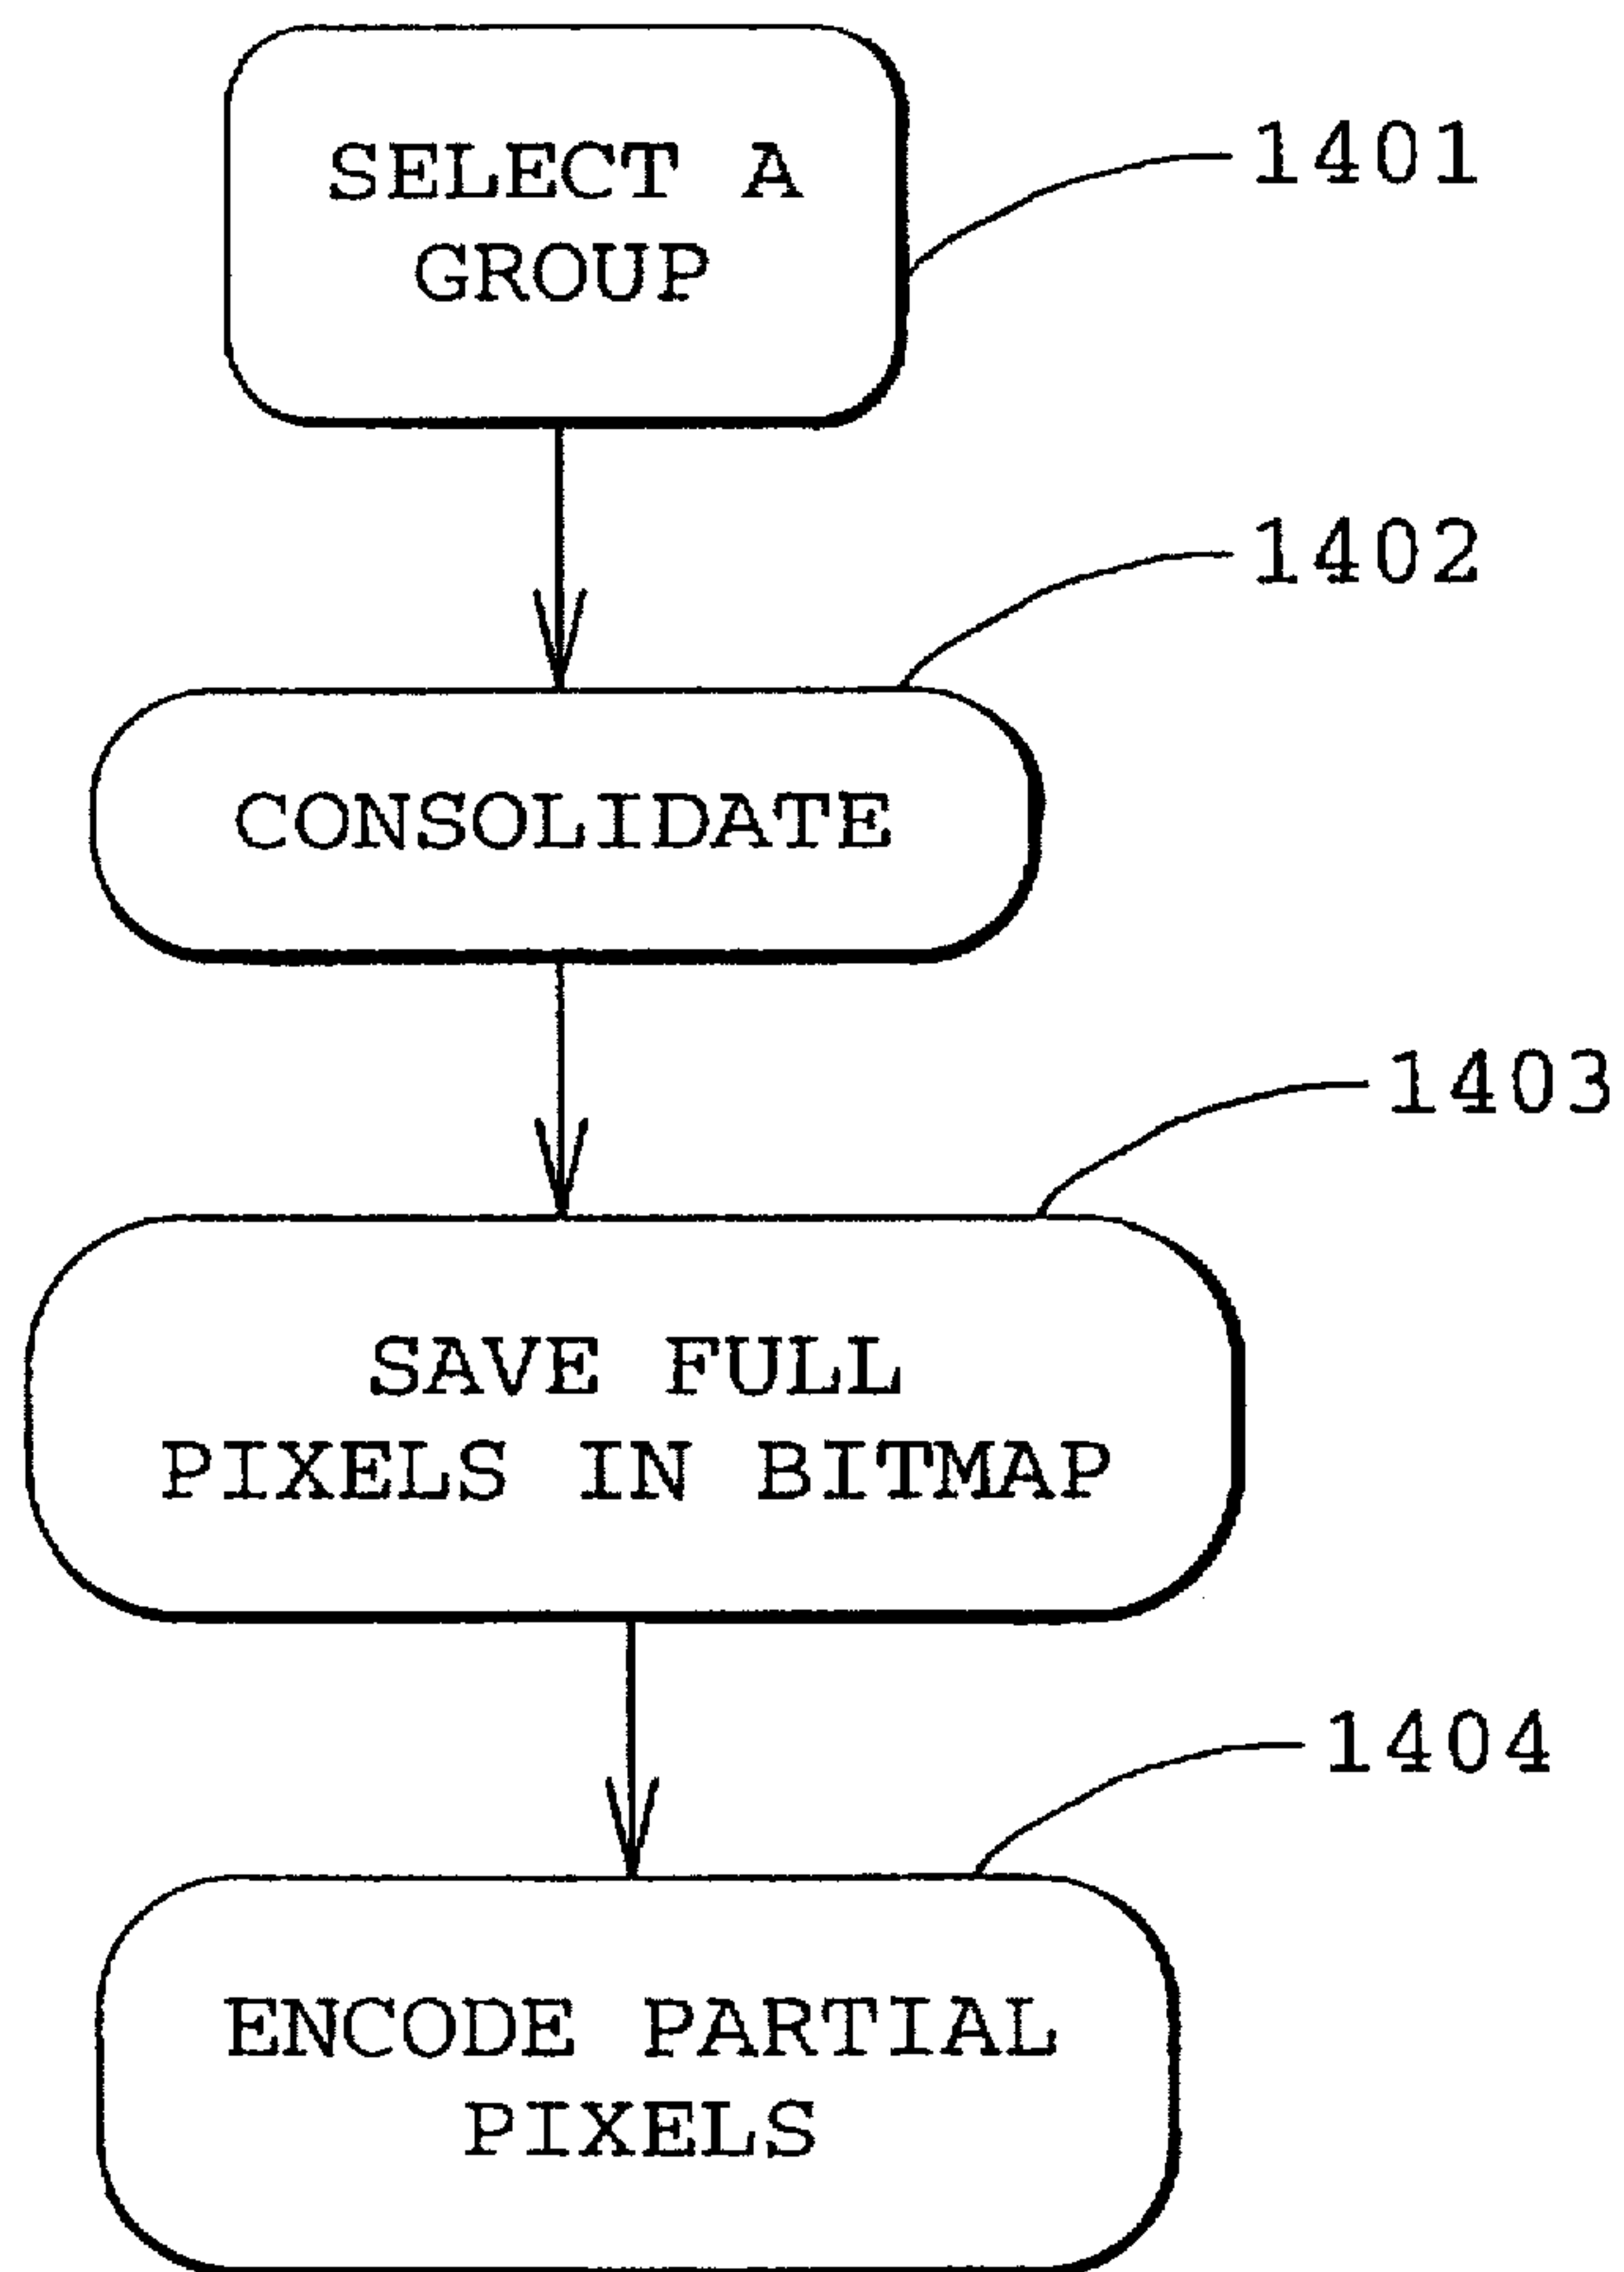 SELECT A
GROUP
1401
CONSOLIDATE
1402
SAVE FULL
PIXELS IN BITMAP
1403
ENCODE PARTIAL
PIXELS
1404